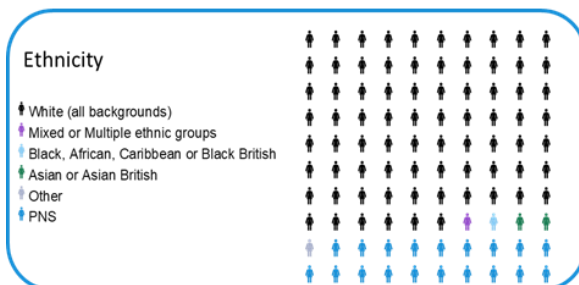 Ethnicity
White (all backgrounds)
Mixed or Multiple ethnic groups
Black, African, Caribbean or Black British
Asian or Asian British
Other
PNS